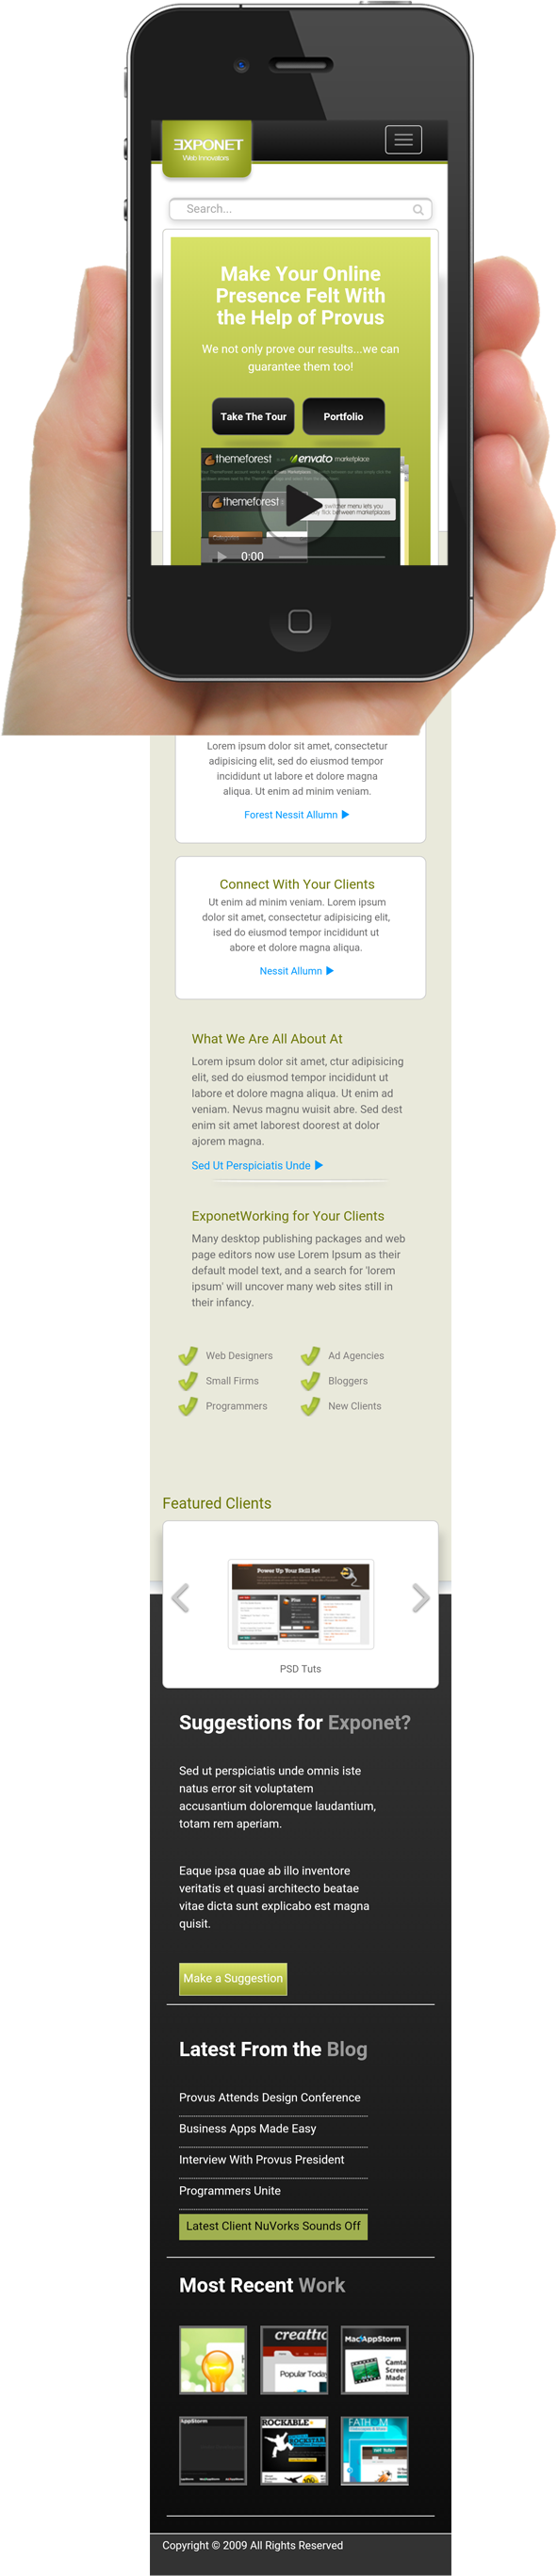 EXPONET
Web Innovators
Search...
Make Your Online
Presence Felt With
the Help of Provus
We not only prove our results...we can
guarantee them too!
Take The Tour
Portfolio
themeforest
envato marketplace
themeforest
switcher menu lets you
flick between marketplaces
0:00
Lorem ipsum dolor sit amet, consectetur
adipisicing elit, sed do eiusmod tempor
incididunt ut labore et dolore magna
aliqua. Ut enim ad minim veniam.
Forest Nessit Allumn
Connect With Your Clients
Ut enim ad minim veniam. Lorem ipsum
dolor sit amet, consectetur adipisicing elit,
ised do eiusmod tempor incididunt ut
abore et dolore magna aliqua.
Nessit Allumn
What We Are All About At
Lorem ipsum dolor sit amet, ctur adipisicing
elit, sed do eiusmod tempor incididunt ut
labore et dolore magna aliqua. Ut enim ad
veniam. Nevus magnu wuisit abre. Sed dest
enim sit amet laborest doorest at dolor
ajorem magna.
Sed Ut Perspiciatis Unde
ExponetWorking for Your Clients
Many desktop publishing packages and web
page editors now use Lorem Ipsum as their
default model text, and a search for 'lorem
ipsum' will uncover many web sites still in
their infancy.
Web Designers
Ad Agencies
Small Firms
Bloggers
Programmers
New Clients
Featured Clients
Power Up Your Skill Set
Plus
PSD Tuts
Suggestions for Exponet?
Sed ut perspiciatis unde omnis iste
natus error sit voluptatem
accusantium doloremque laudantium,
totam rem aperiam.
Eaque ipsa quae ab illo inventore
veritatis et quasi architecto beatae
vitae dicta sunt explicabo est magna
quisit.
Make a Suggestion
Latest From the Blog
Provus Attends Design Conference
Business Apps Made Easy
Interview With Provus President
Programmers Unite
Latest Client NuVorks Sounds Off
Most Recent Work
creattic
Popular Today
MacAppStorm
Camta
Screen
Made
AppStorm
ROCKABLE
FATHOM
Copyright © 2009 All Rights Reserved